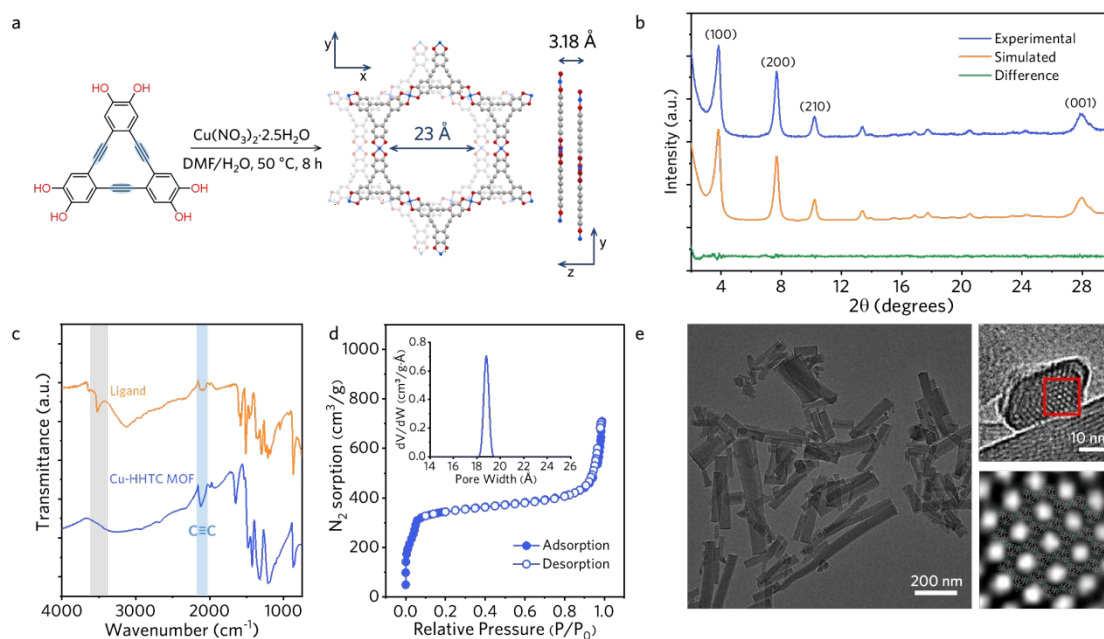 a
HO
OH
HO
OH
HO
OH
Cu(NO₃)₂·2.5H₂O
DMF/H₂O, 50 °C, 8 h
y
x
23 Å
3.18 Å
y
z
b
Intensity (a.u.)
(100)
(200)
(210)
(001)
Experimental
Simulated
Difference
4 8 12 16 20 24 28
2θ (degrees)
c
Transmittance (a.u.)
Ligand
Cu-HHTC MOF
C≡C
4000 3000 2000 1000
Wavenumber (cm⁻¹)
d
N₂ sorption (cm³/g)
1000
800
600
400
200
0
dV/dW (cm³/g·Å)
0.8
0.6
0.4
0.2
0.0
14 16 18 20 22 24 26
Pore Width (Å)
Adsorption
Desorption
0.0 0.2 0.4 0.6 0.8 1.0
Relative Pressure (P/P₀)
e
200 nm
10 nm